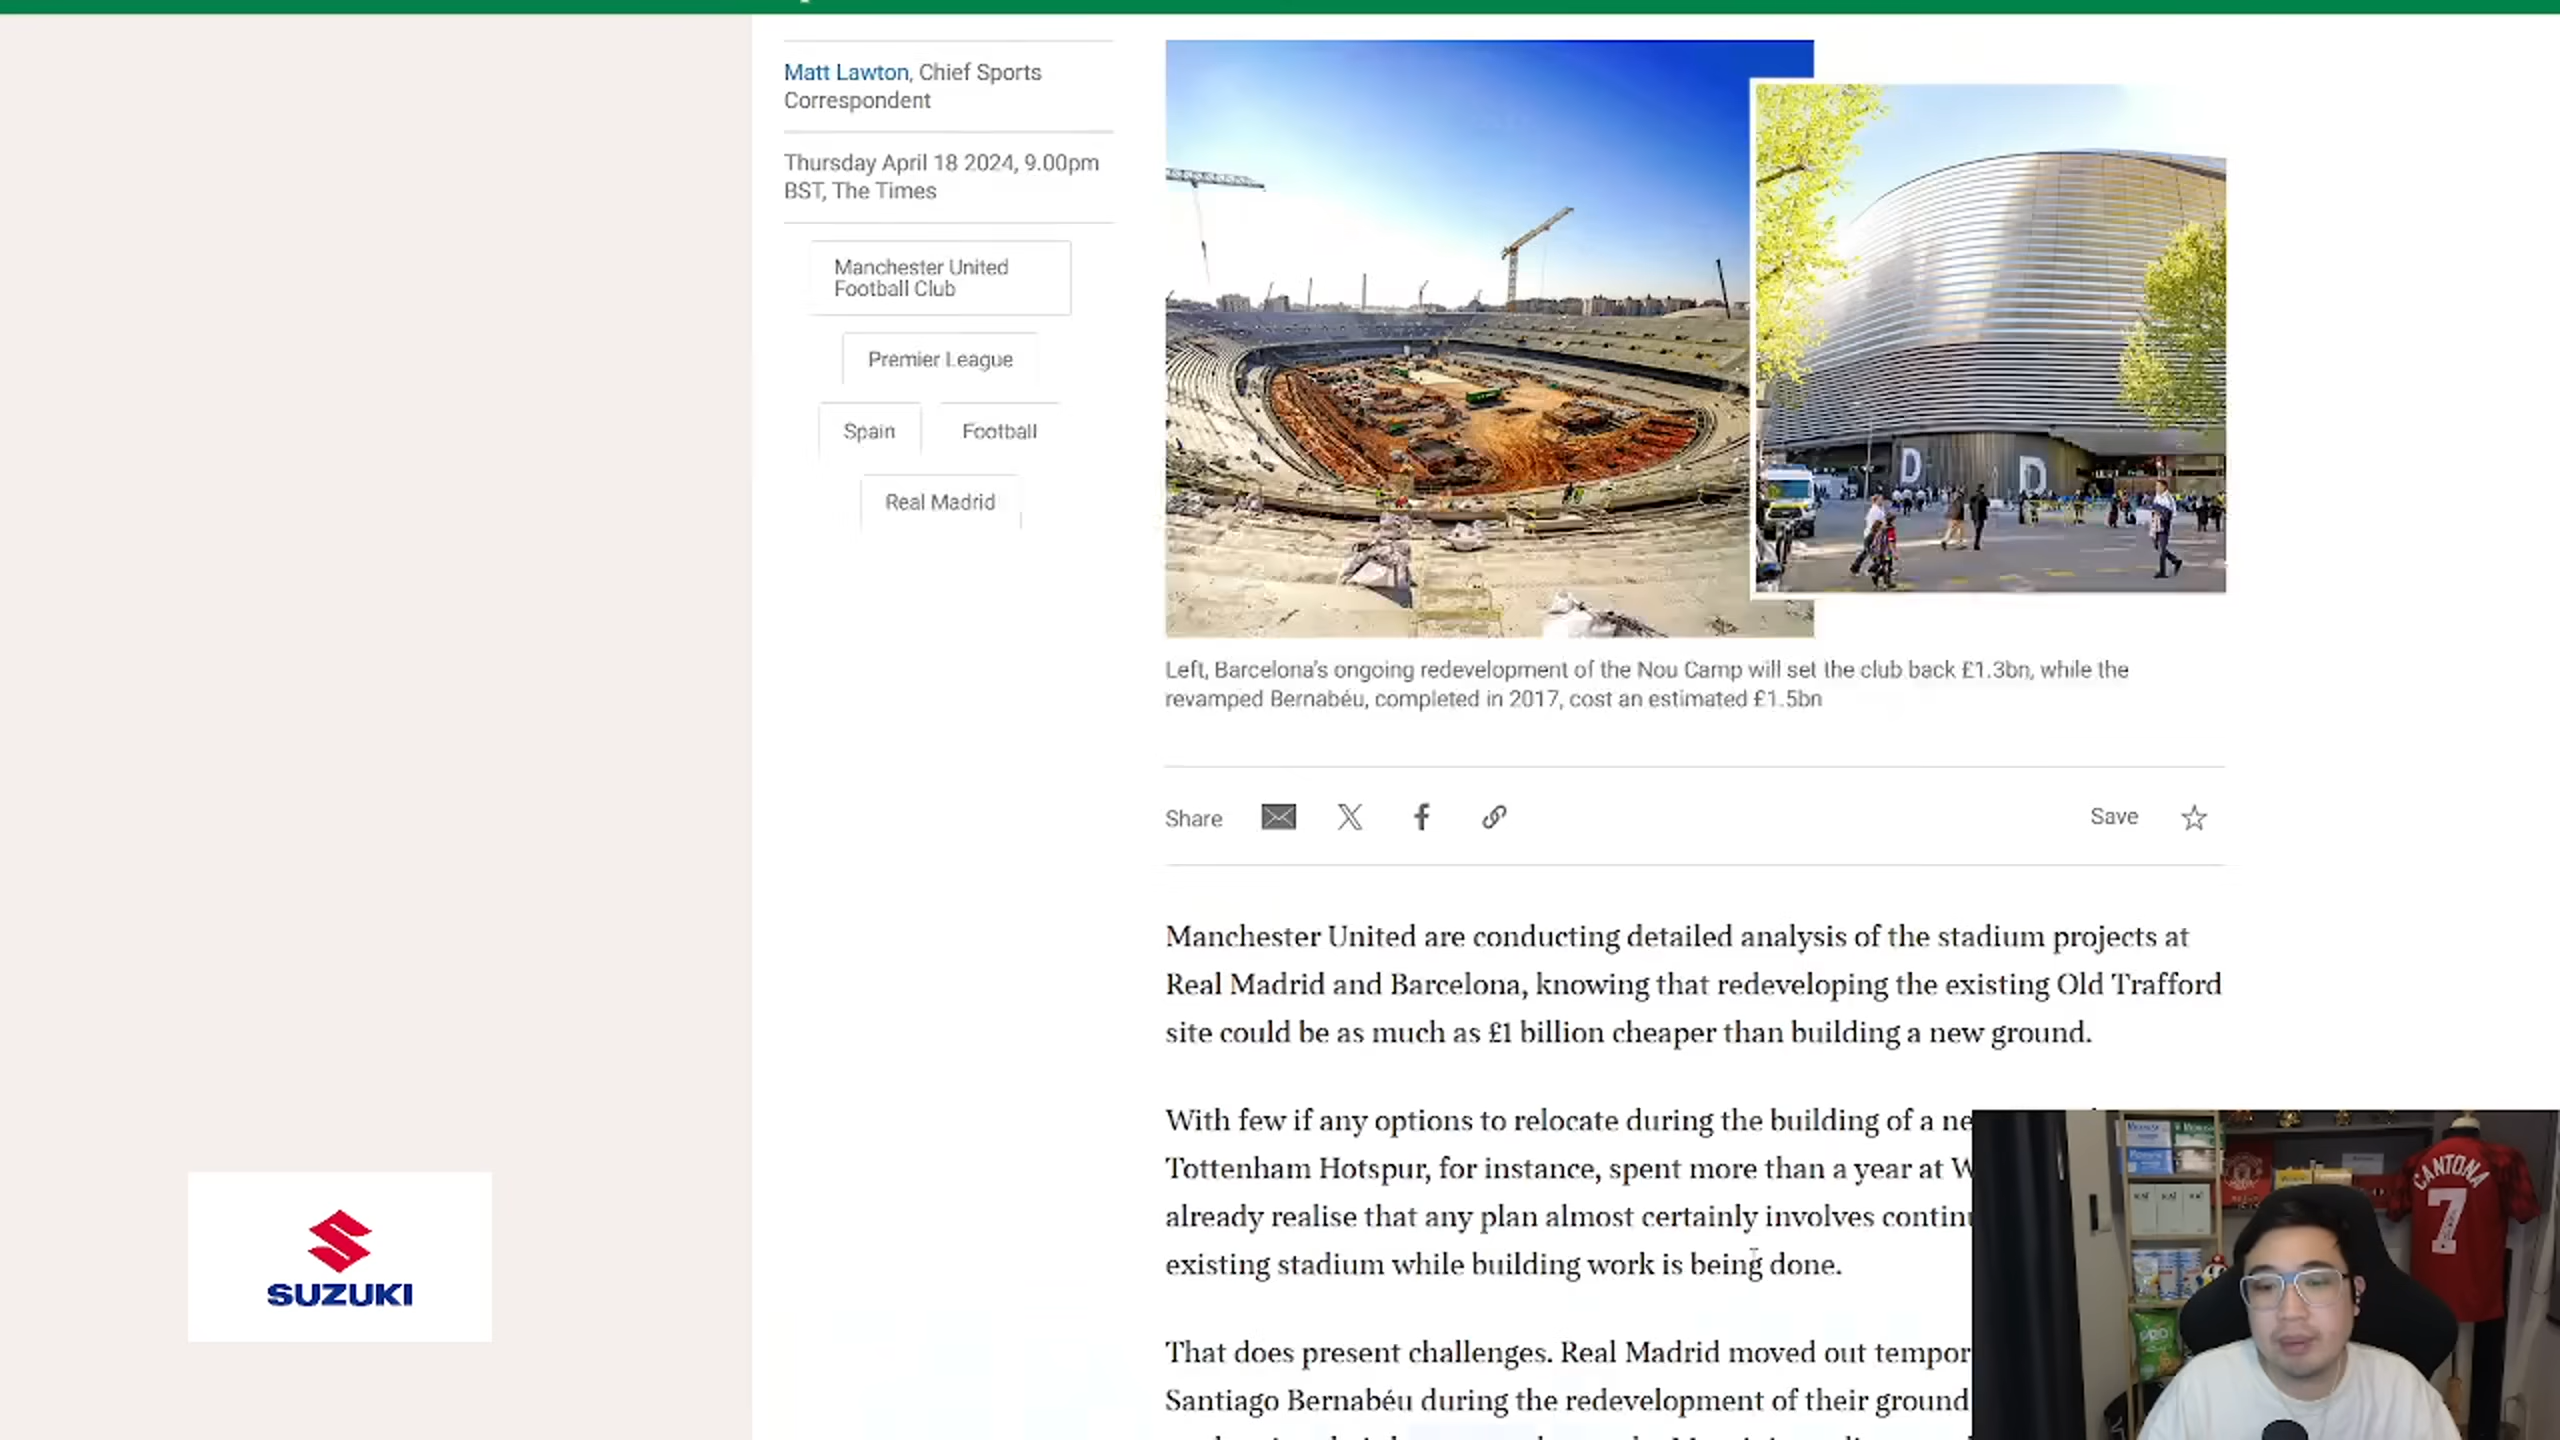 Matt Lawton, Chief Sports
Correspondent
Thursday April 18 2024, 9.00pm
BST, The Times
Manchester United
Football Club
Premier League
Spain
Football
Real Madrid
D
D
Left, Barcelona's ongoing redevelopment of the Nou Camp will set the club back £1.3bn, while the
revamped Bernabéu, completed in 2017, cost an estimated £1.5bn
Share
Save
Manchester United are conducting detailed analysis of the stadium projects at
Real Madrid and Barcelona, knowing that redeveloping the existing Old Trafford
site could be as much as £1 billion cheaper than building a new ground.
With few if any options to relocate during the building of a ne
Tottenham Hotspur, for instance, spent more than a year at W
already realise that any plan almost certainly involves contin
existing stadium while building work is being done.
That does present challenges. Real Madrid moved out tempor
Santiago Bernabéu during the redevelopment of their ground
SUZUKI
CANTONA
7